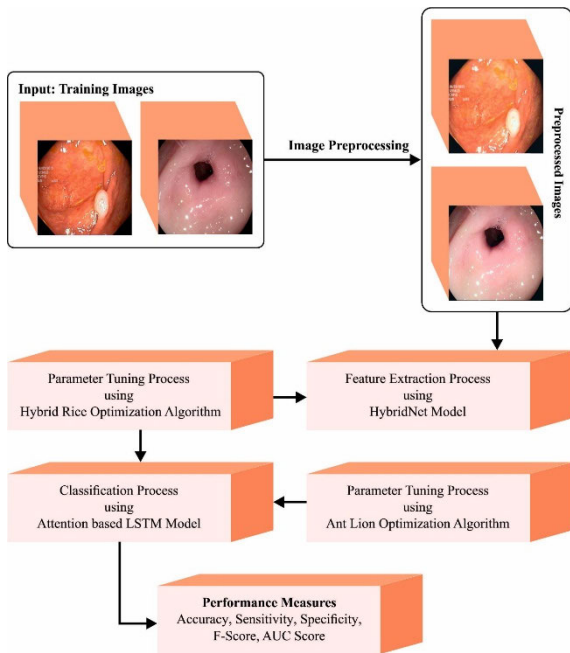 Input: Training Images
Image Preprocessing
Preprocessed Images
Parameter Tuning Process
using
Hybrid Rice Optimization Algorithm
Feature Extraction Process
using
HybridNet Model
Classification Process
using
Attention based LSTM Model
Parameter Tuning Process
using
Ant Lion Optimization Algorithm
Performance Measures
Accuracy, Sensitivity, Specificity,
F-Score, AUC Score